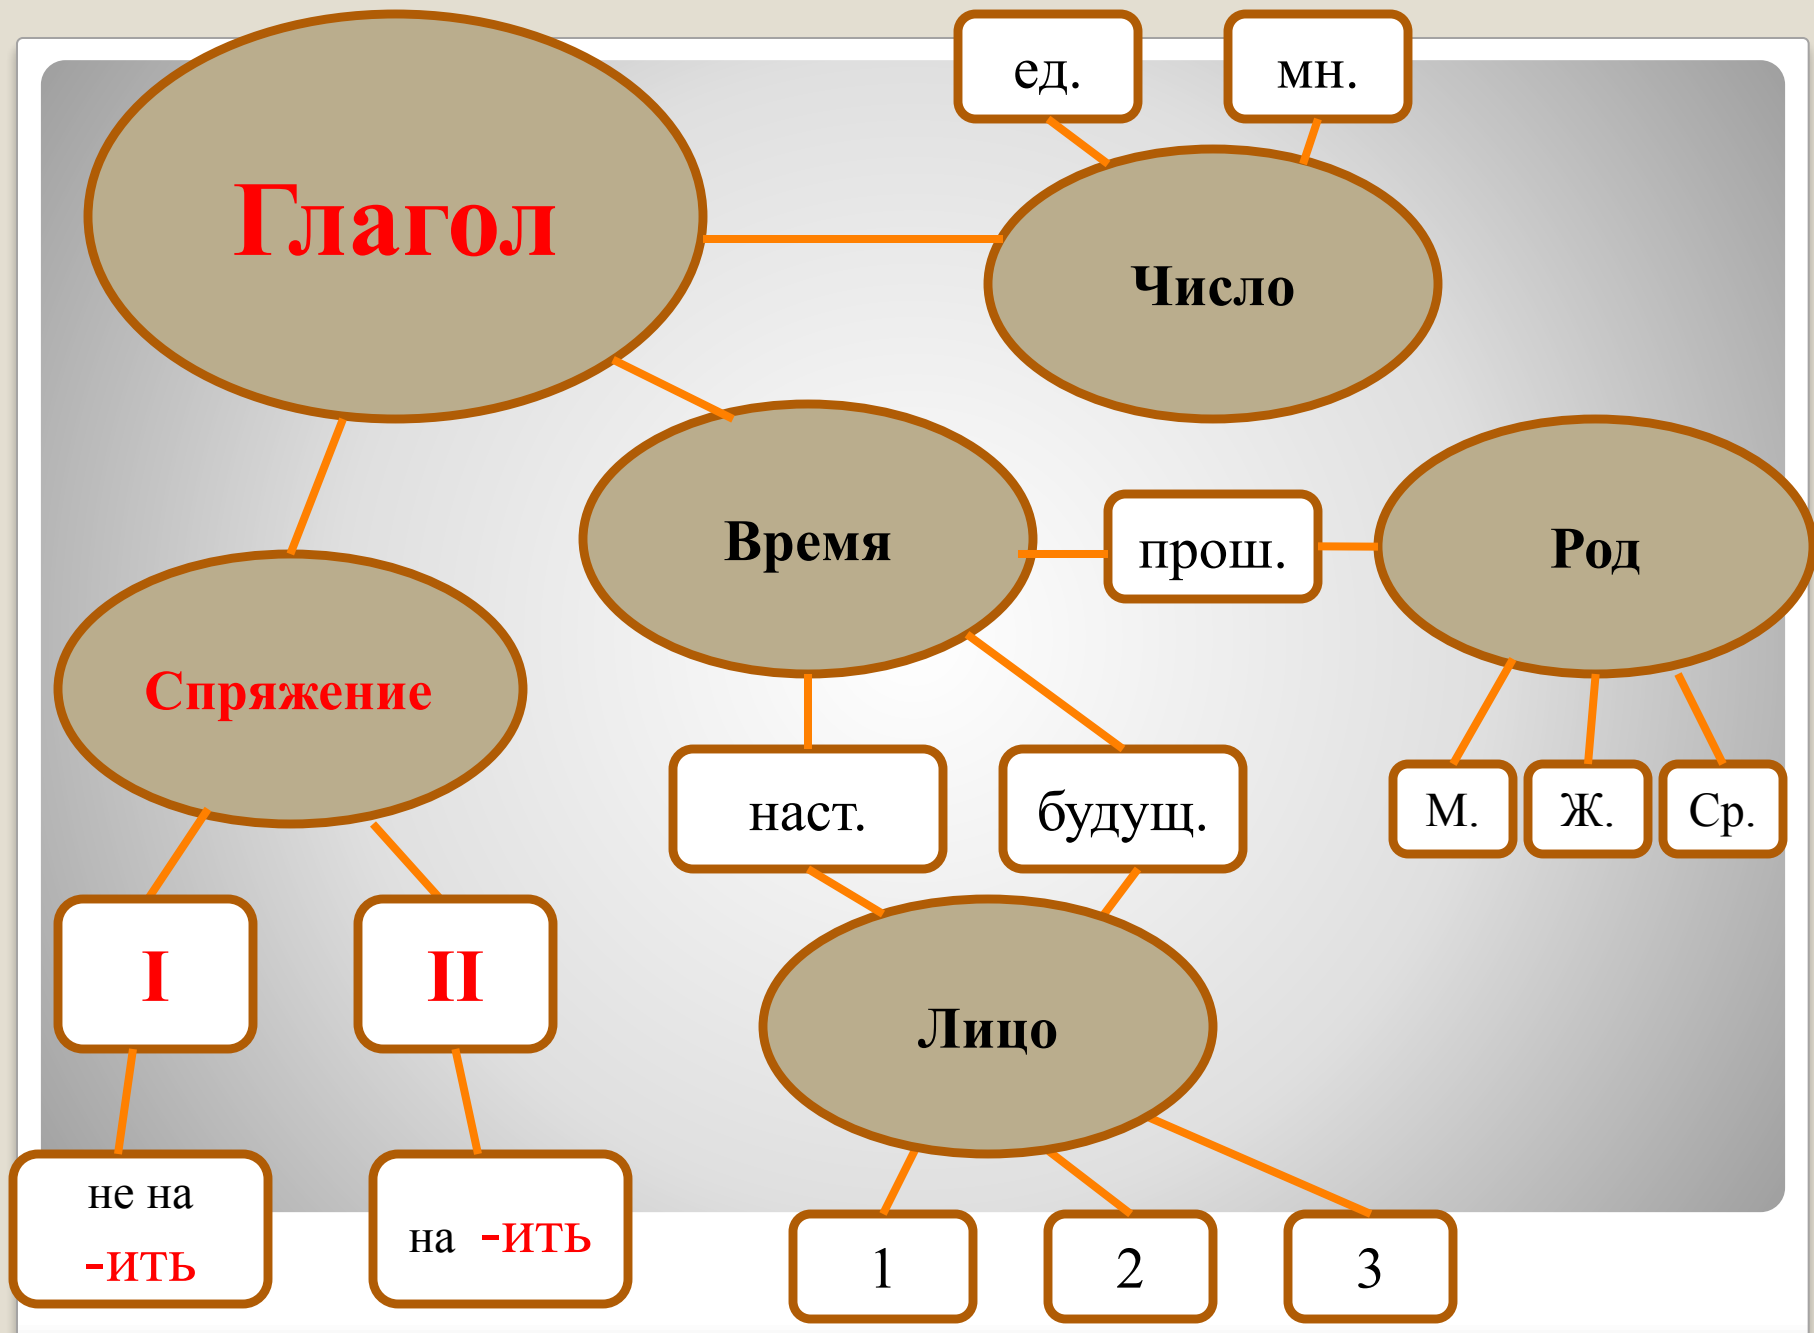 ед.
мн.
Глагол
Число
Время
прош.
Род
Спряжение
наст.
будущ.
М.
Ж.
Ср.
I
II
Лицо
не на
-ить
на -ить
1
2
3